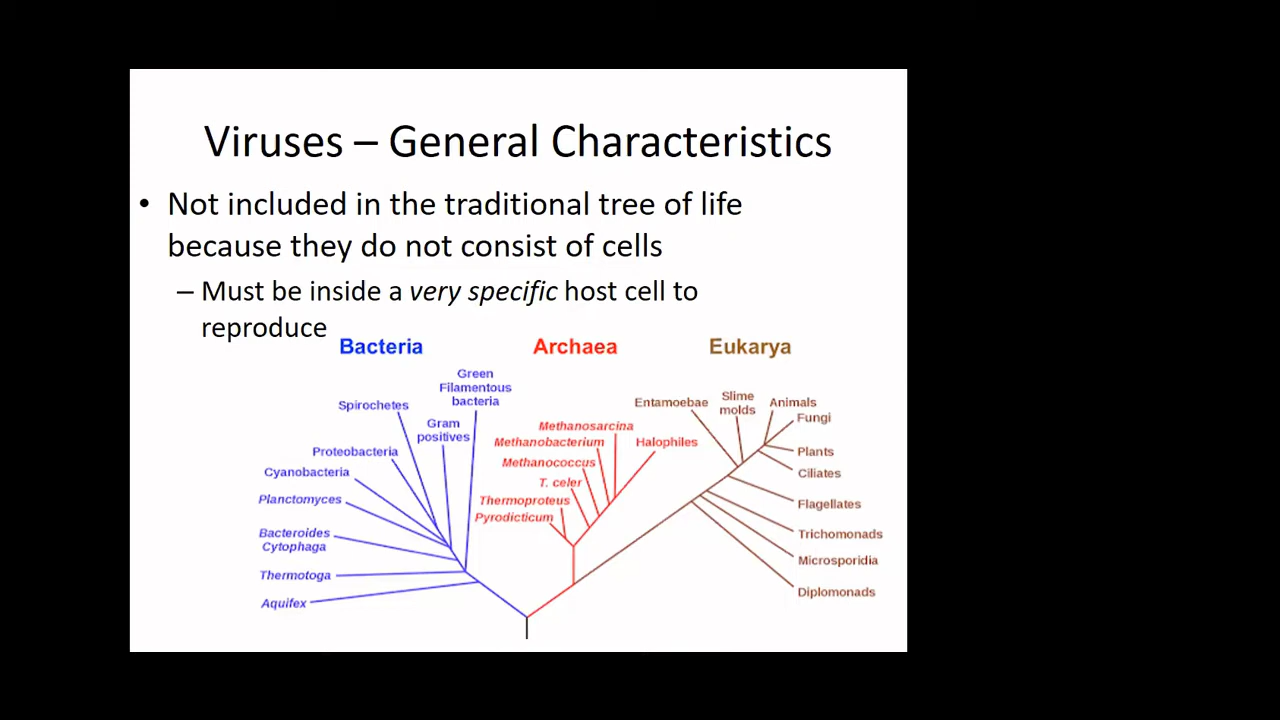 Viruses – General Characteristics
• Not included in the traditional tree of life
because they do not consist of cells
– Must be inside a very specific host cell to
reproduce
Bacteria
Archaea
Eukarya
Green
Filamentous
bacteria
Spirochetes
Gram
positives
Proteobacteria
Cyanobacteria
Planctomyces
Bacteroides
Cytophaga
Thermotoga
Aquifex
Methanosarcina
Methanobacterium
Halophiles
Methanococcus
T. celer
Thermoproteus
Pyrodicticum
Entamoebae
Slime
molds
Animals
Fungi
Plants
Ciliates
Flagellates
Trichomonads
Microsporidia
Diplomonads